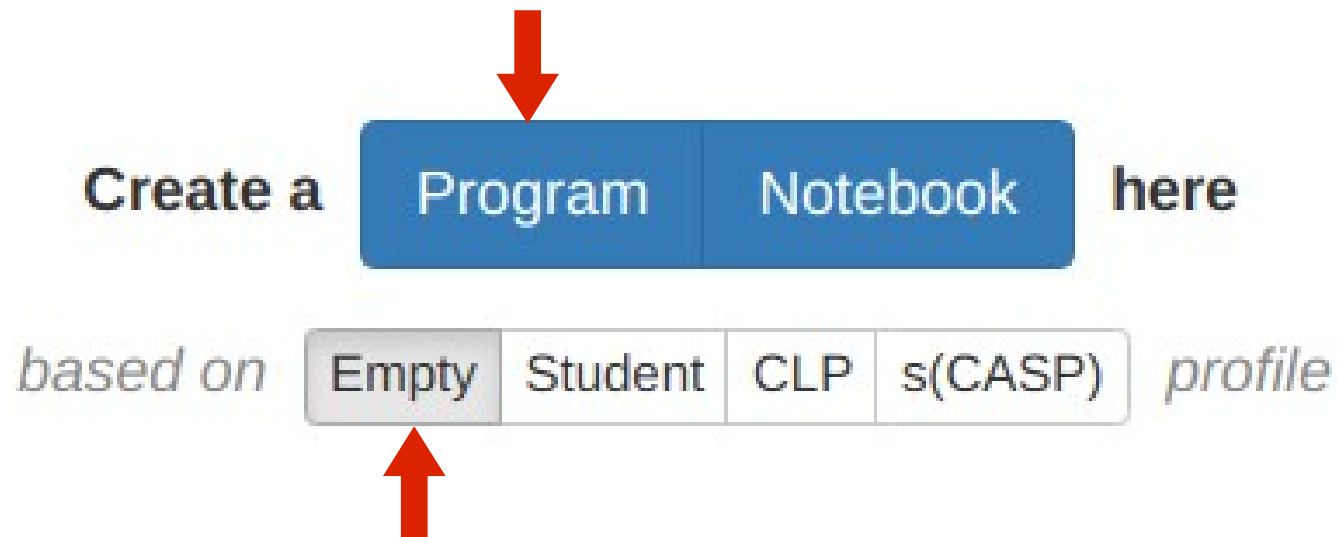 Create a Program Notebook here
based on Empty Student CLP s(CASP) profile